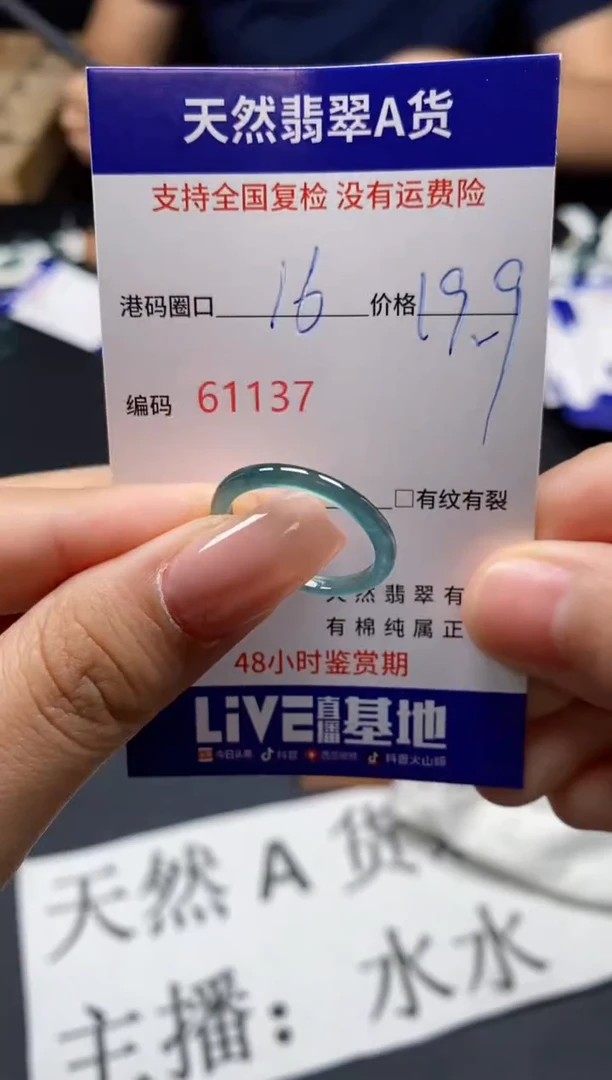 天然翡翠A货
支持全国复检 没有运费险
港码圈口 16 价格 19.9
编码 61137
□有纹有裂
天然翡翠有
有棉纯属正
48小时鉴赏期
LiVE直播基地
今日头条 抖音 西瓜视频 抖音火山版
天然A货
主播：水水